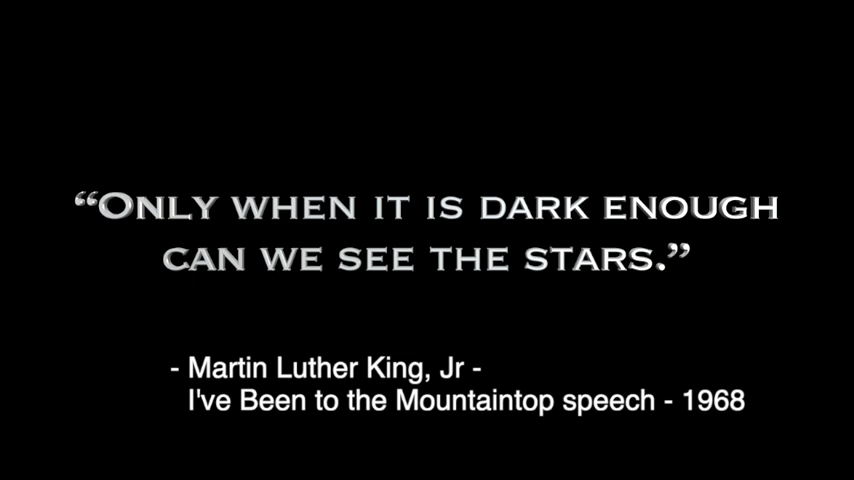 “Only when it is dark enough
can we see the stars.”
- Martin Luther King, Jr -
I've Been to the Mountaintop speech - 1968